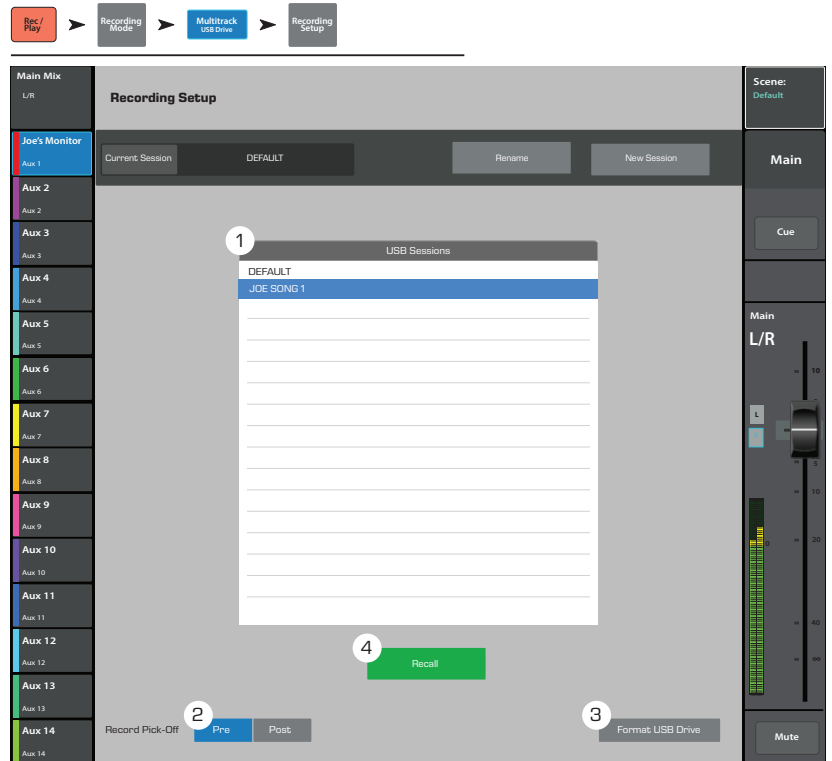 Rec / Play
Recording Mode
Multitrack USB Drive
Recording Setup
Main Mix
L/R
Recording Setup
Scene:
Default
Joe's Monitor
Aux 1
Current Session
DEFAULT
Rename
New Session
Main
Aux 2
Aux 2
Aux 3
Aux 3
Cue
1
USB Sessions
DEFAULT
JOE SONG 1
Aux 4
Aux 4
Aux 5
Aux 5
Main
L/R
Aux 6
Aux 6
10
Aux 7
Aux 7
L
Aux 8
Aux 8
5
Aux 9
Aux 9
10
Aux 10
Aux 10
0
20
Aux 11
Aux 11
40
Aux 12
Aux 12
∞
4
Recall
Aux 13
Aux 13
Aux 14
Aux 14
Record Pick-Off
2
Pre
Post
3
Format USB Drive
Mute